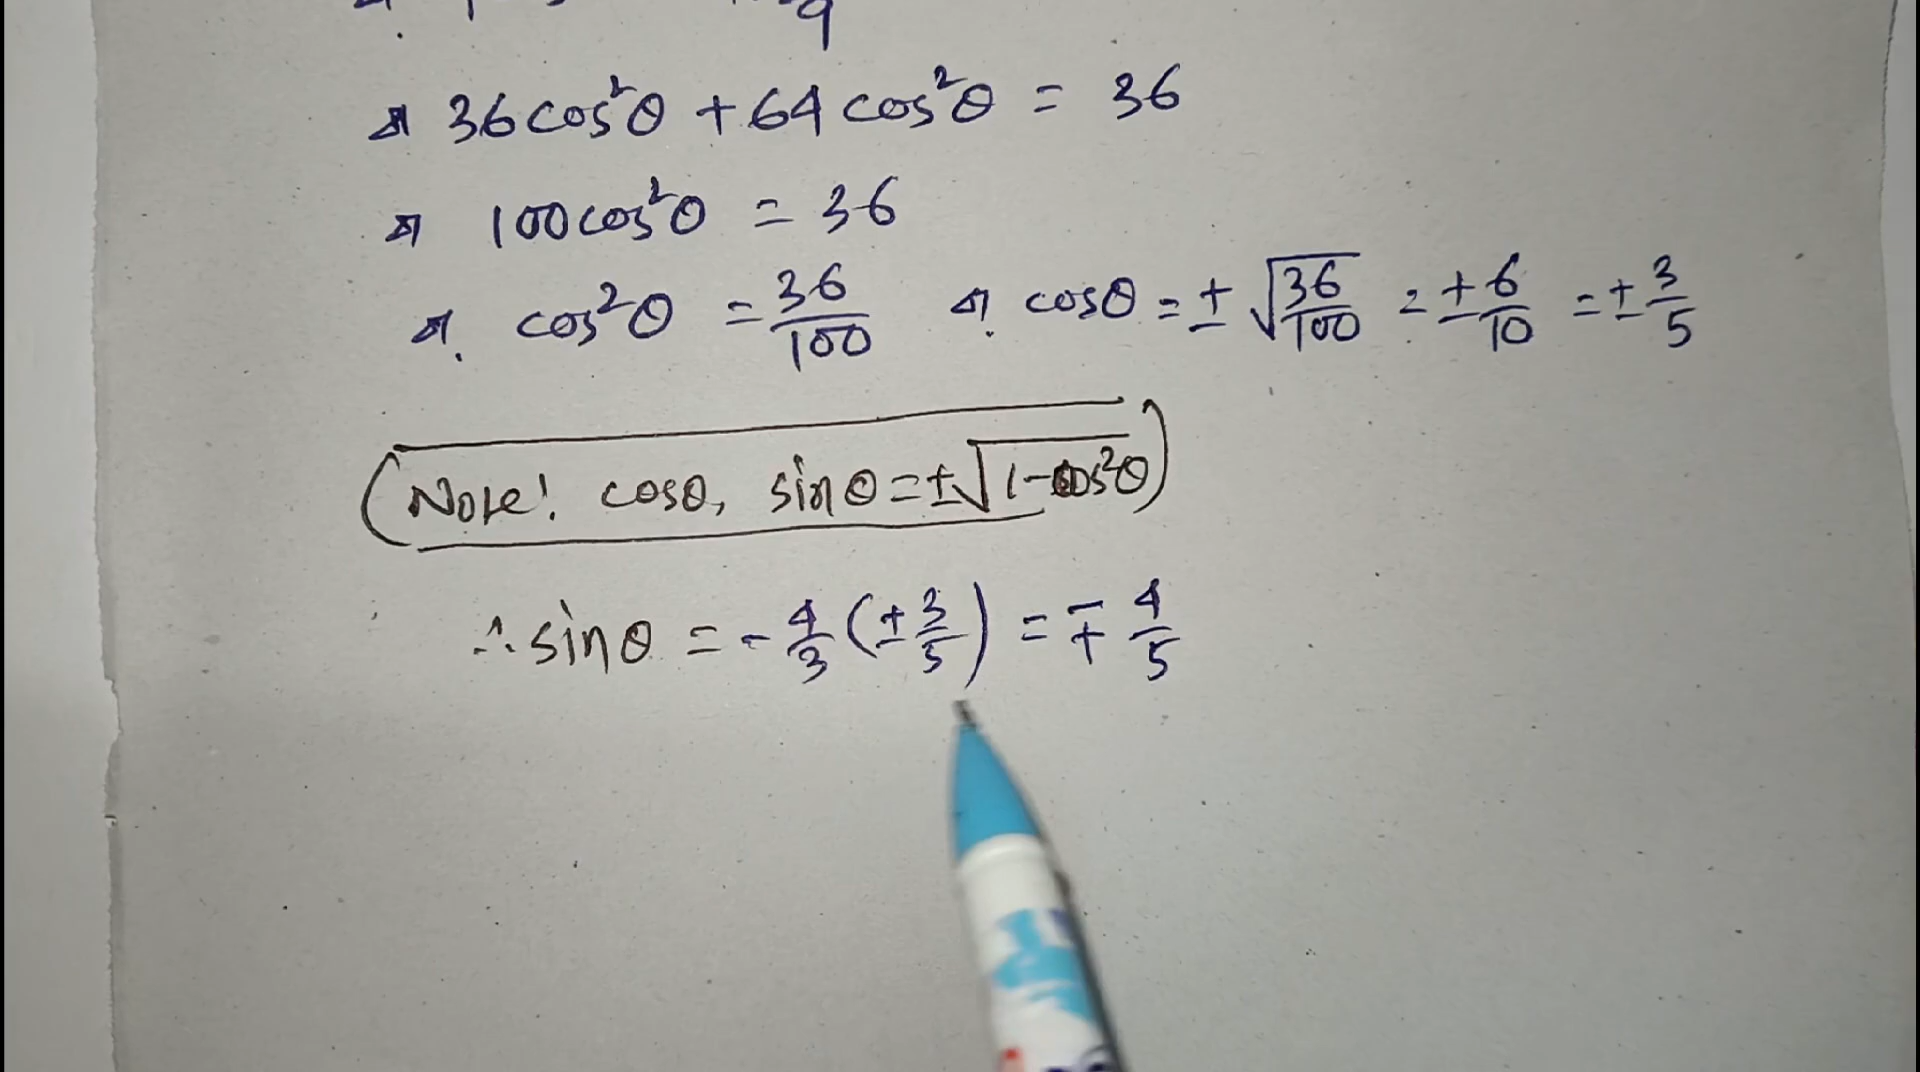 বা 36cos²θ + 64cos²θ = 36
বা 100cos²θ = 36
বা, cos²θ = 36/100 বা, cosθ = ± √36/100 = ± 6/10 = ± 3/5
(Note! cosθ, sinθ = ±√1-cos²θ)
∴ sinθ = - 4/3 (± 3/5) = ∓ 4/5